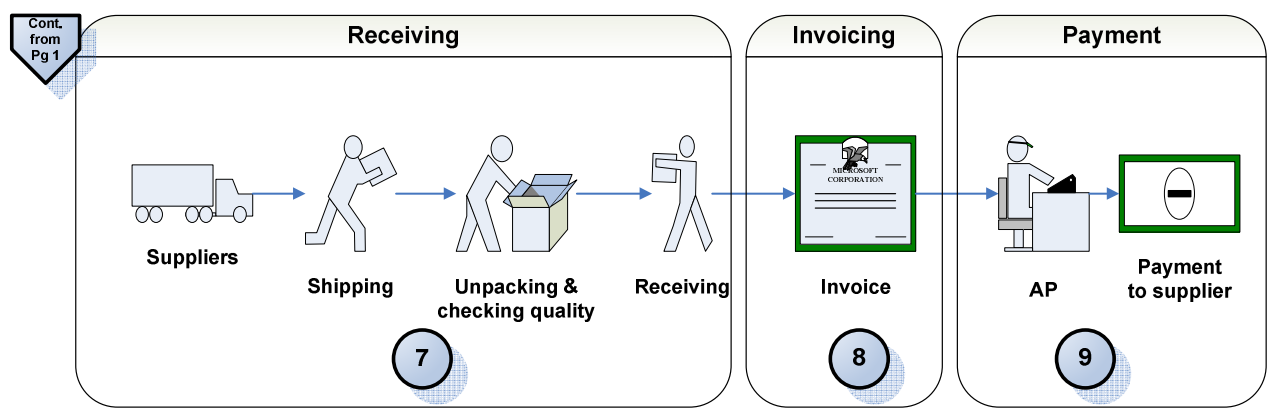 Cont.
from
Pg 1
Receiving
Invoicing
Payment
Suppliers
Shipping
Unpacking &
checking quality
Receiving
MICROSOFT
CORPORATION
Invoice
AP
Payment
to supplier
7
8
9